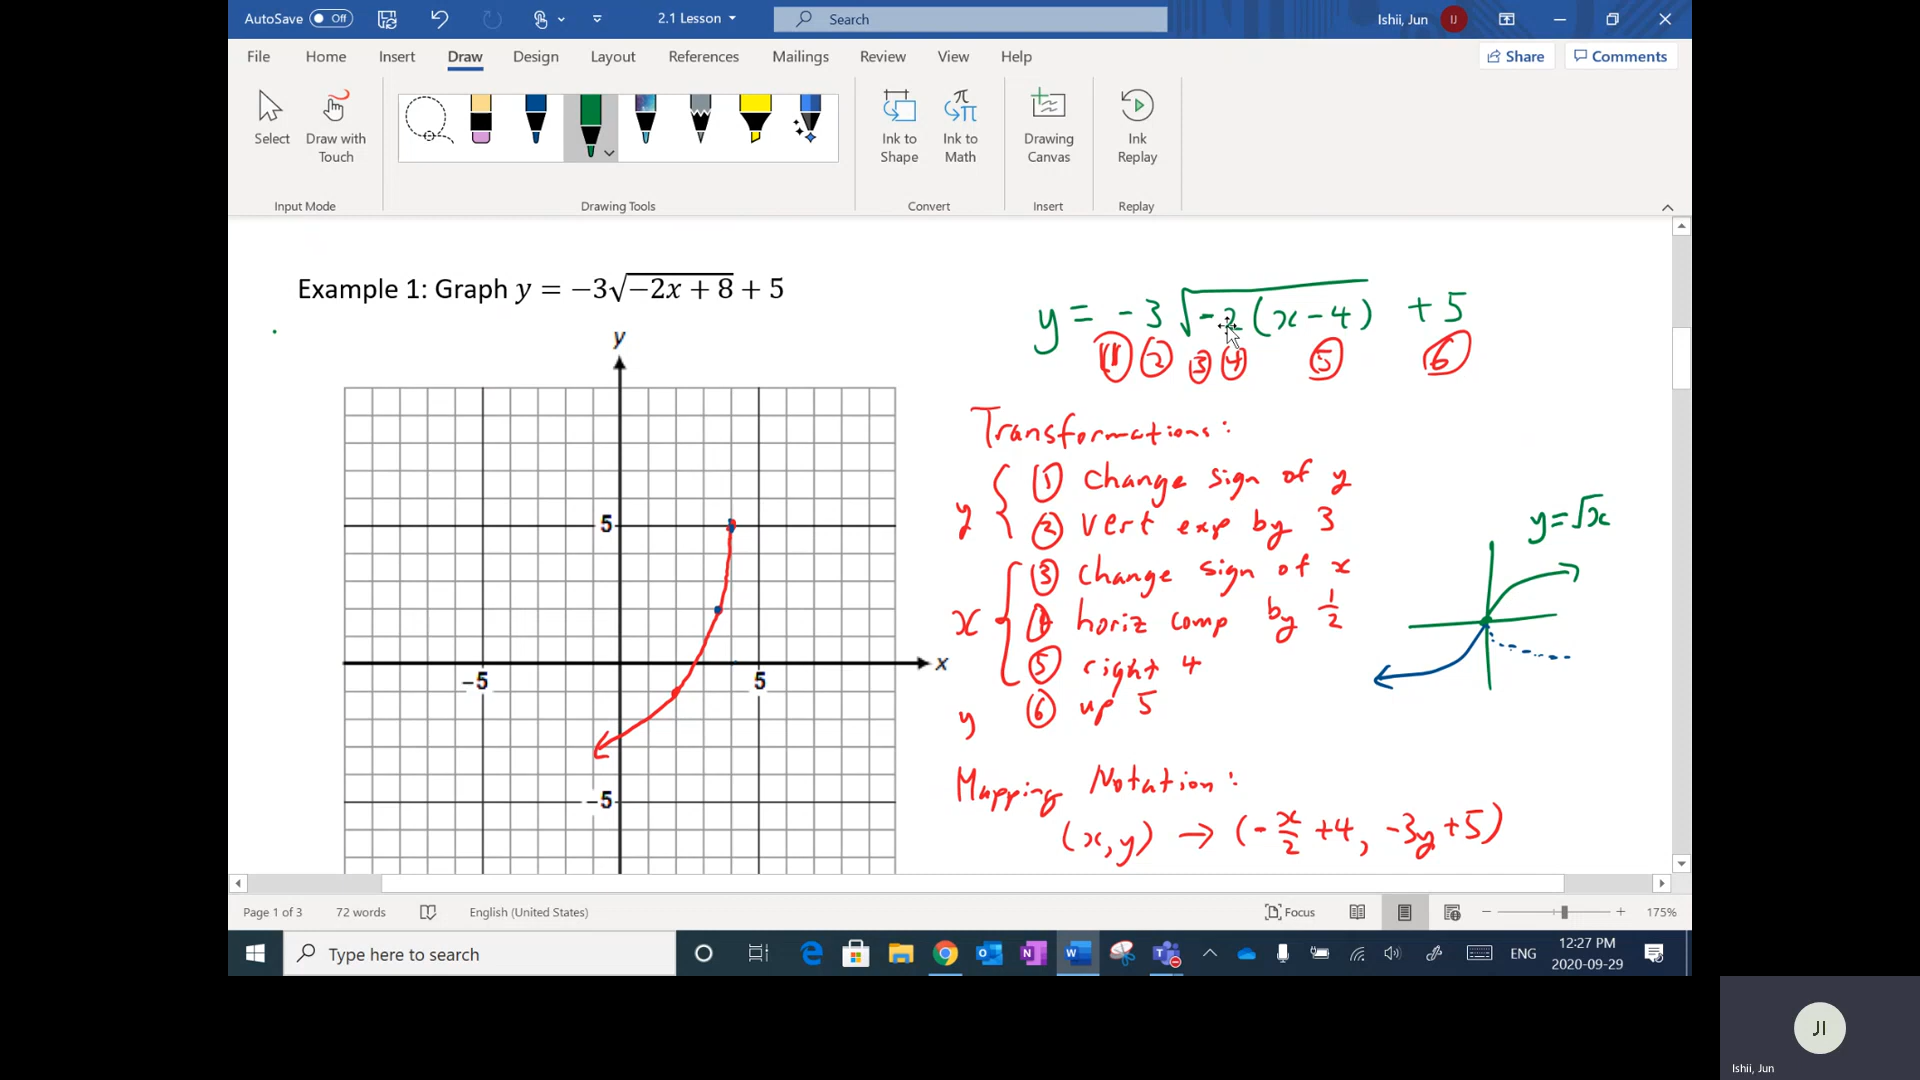 AutoSave Off 2.1 Lesson Search Ishii, Jun IJ
File Home Insert Draw Design Layout References Mailings Review View Help Share Comments
Select Draw with Touch Ink to Shape Ink to Math Drawing Canvas Ink Replay
Input Mode Drawing Tools Convert Insert Replay
Example 1: Graph y = −3√(−2x + 8) + 5
y = -3 √(-2(x-4)) +5
① ② ③ ④ ⑤ ⑥
y
5
−5
5
x
−5
Transformations:
y { ① change sign of y
② vert exp by 3
x { ③ change sign of x
④ horiz comp by 1/2
⑤ right 4
y ⑥ up 5
y=√x
Mapping Notation:
(x,y) → (-x/2 +4, -3y+5)
Page 1 of 3 72 words English (United States) Focus 175%
Type here to search ENG 12:27 PM
2020-09-29
JI
Ishii, Jun